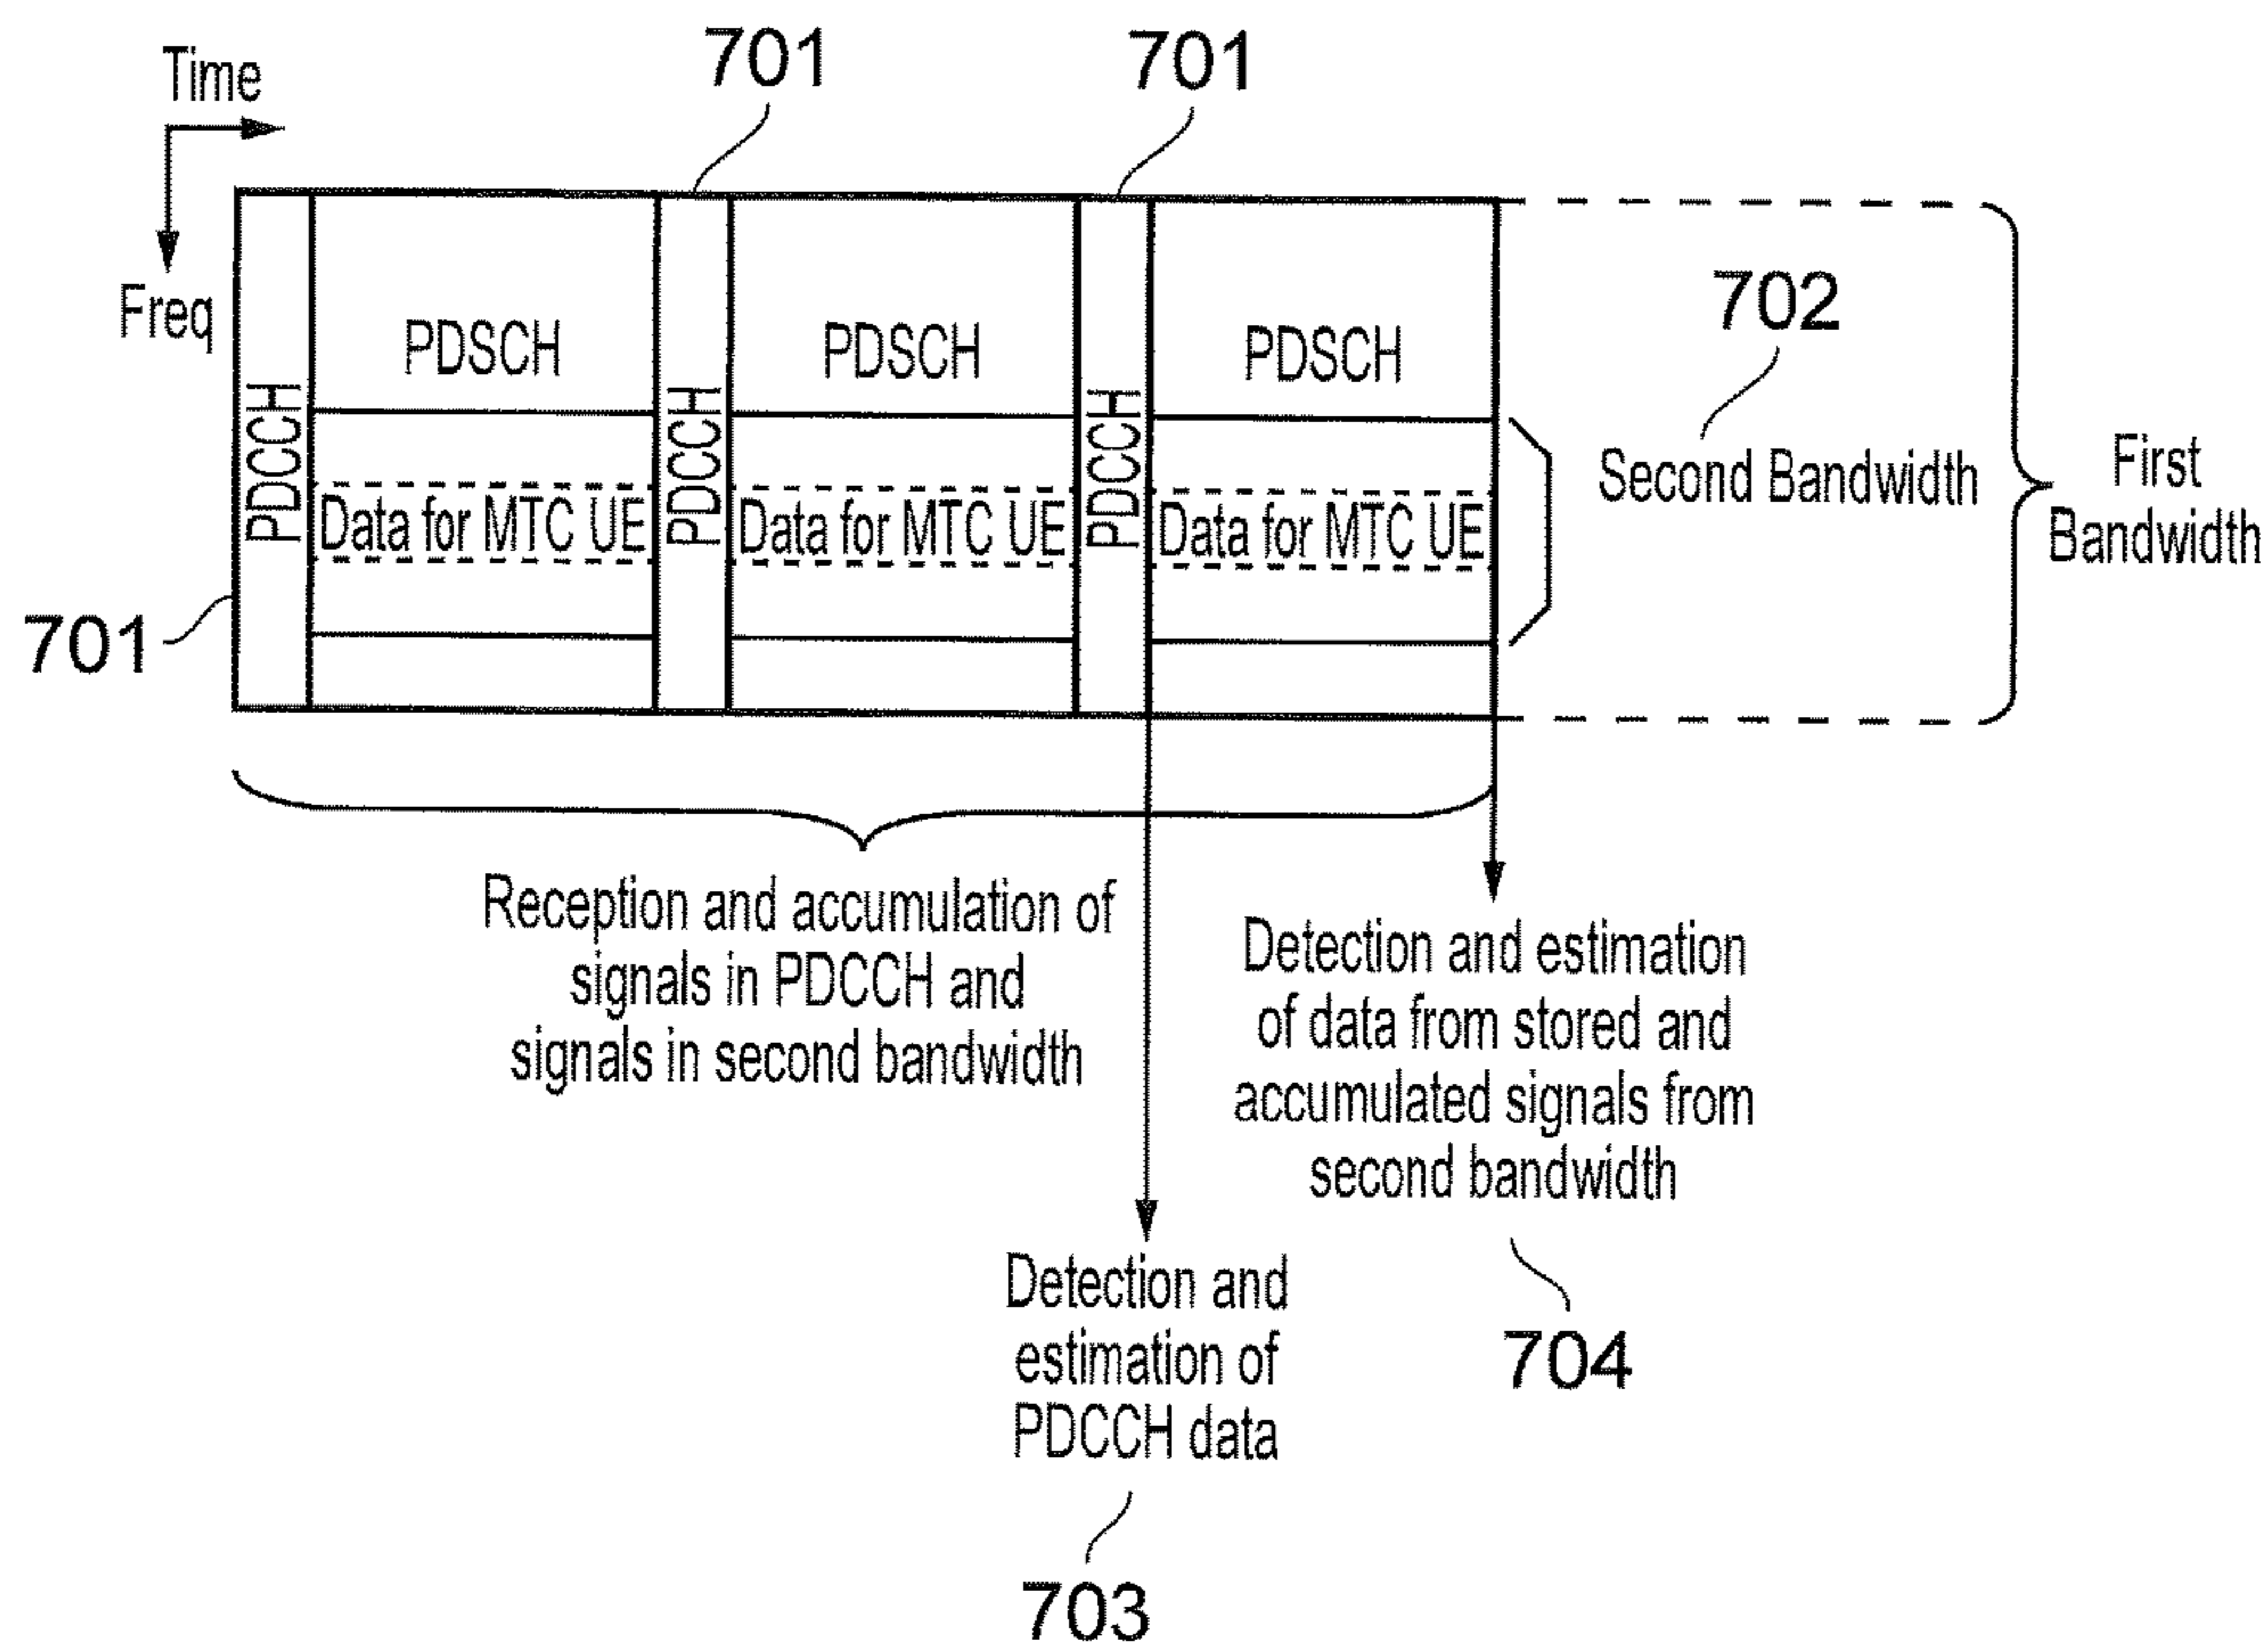 701
701
Time
Freq
702
PDSCH
PDSCH
PDSCH
PDCCH
PDCCH
PDCCH
Second Bandwidth
First
Bandwidth
Data for MTC UE
Data for MTC UE
Data for MTC UE
701
Reception and accumulation of
signals in PDCCH and
signals in second bandwidth
Detection and estimation
of data from stored and
accumulated signals from
second bandwidth
704
Detection and
estimation of
PDCCH data
703